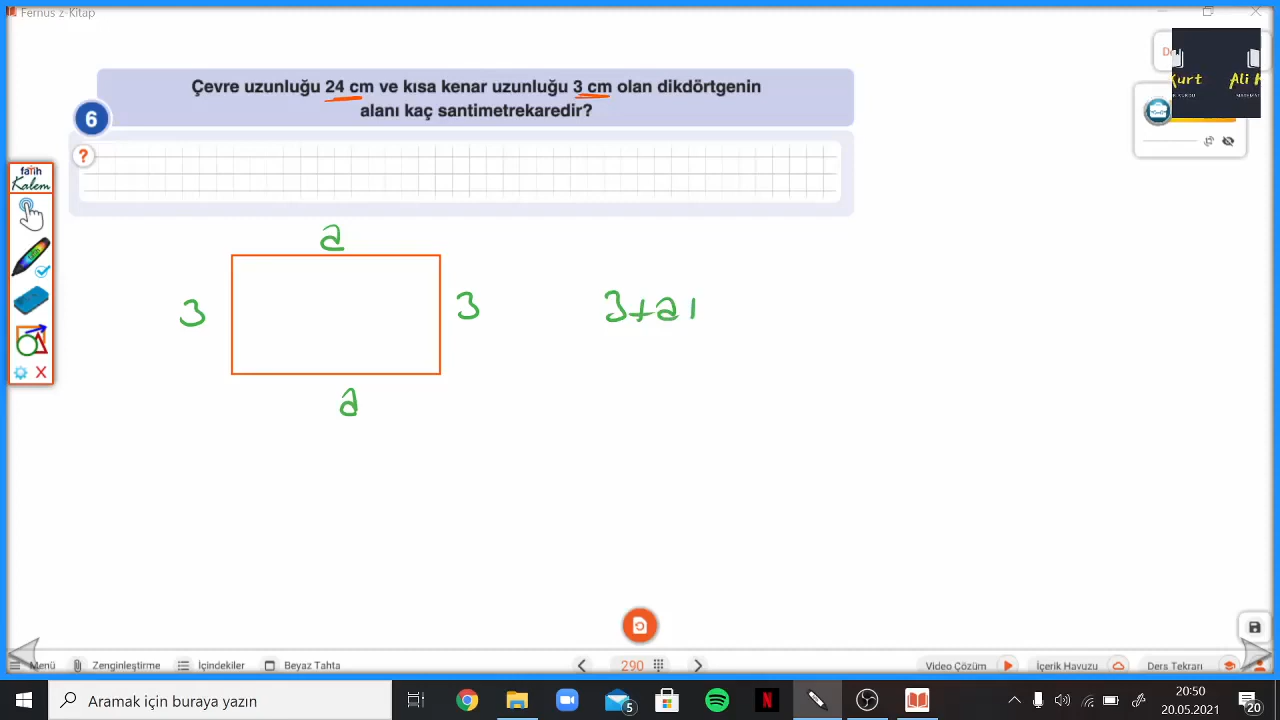 Fernus z-Kitap
Çevre uzunluğu 24 cm ve kısa kenar uzunluğu 3 cm olan dikdörtgenin
alanı kaç santimetrekaredir?
6
?
fatih
Kalem
a
3
3
3+a
a
Kurt
Ali
Menü
Zenginleştirme
İçindekiler
Beyaz Tahta
290
Video Çözüm
İçerik Havuzu
Ders Tekrarı
Aramak için buraya yazın
5
20:50
20.05.2021
20